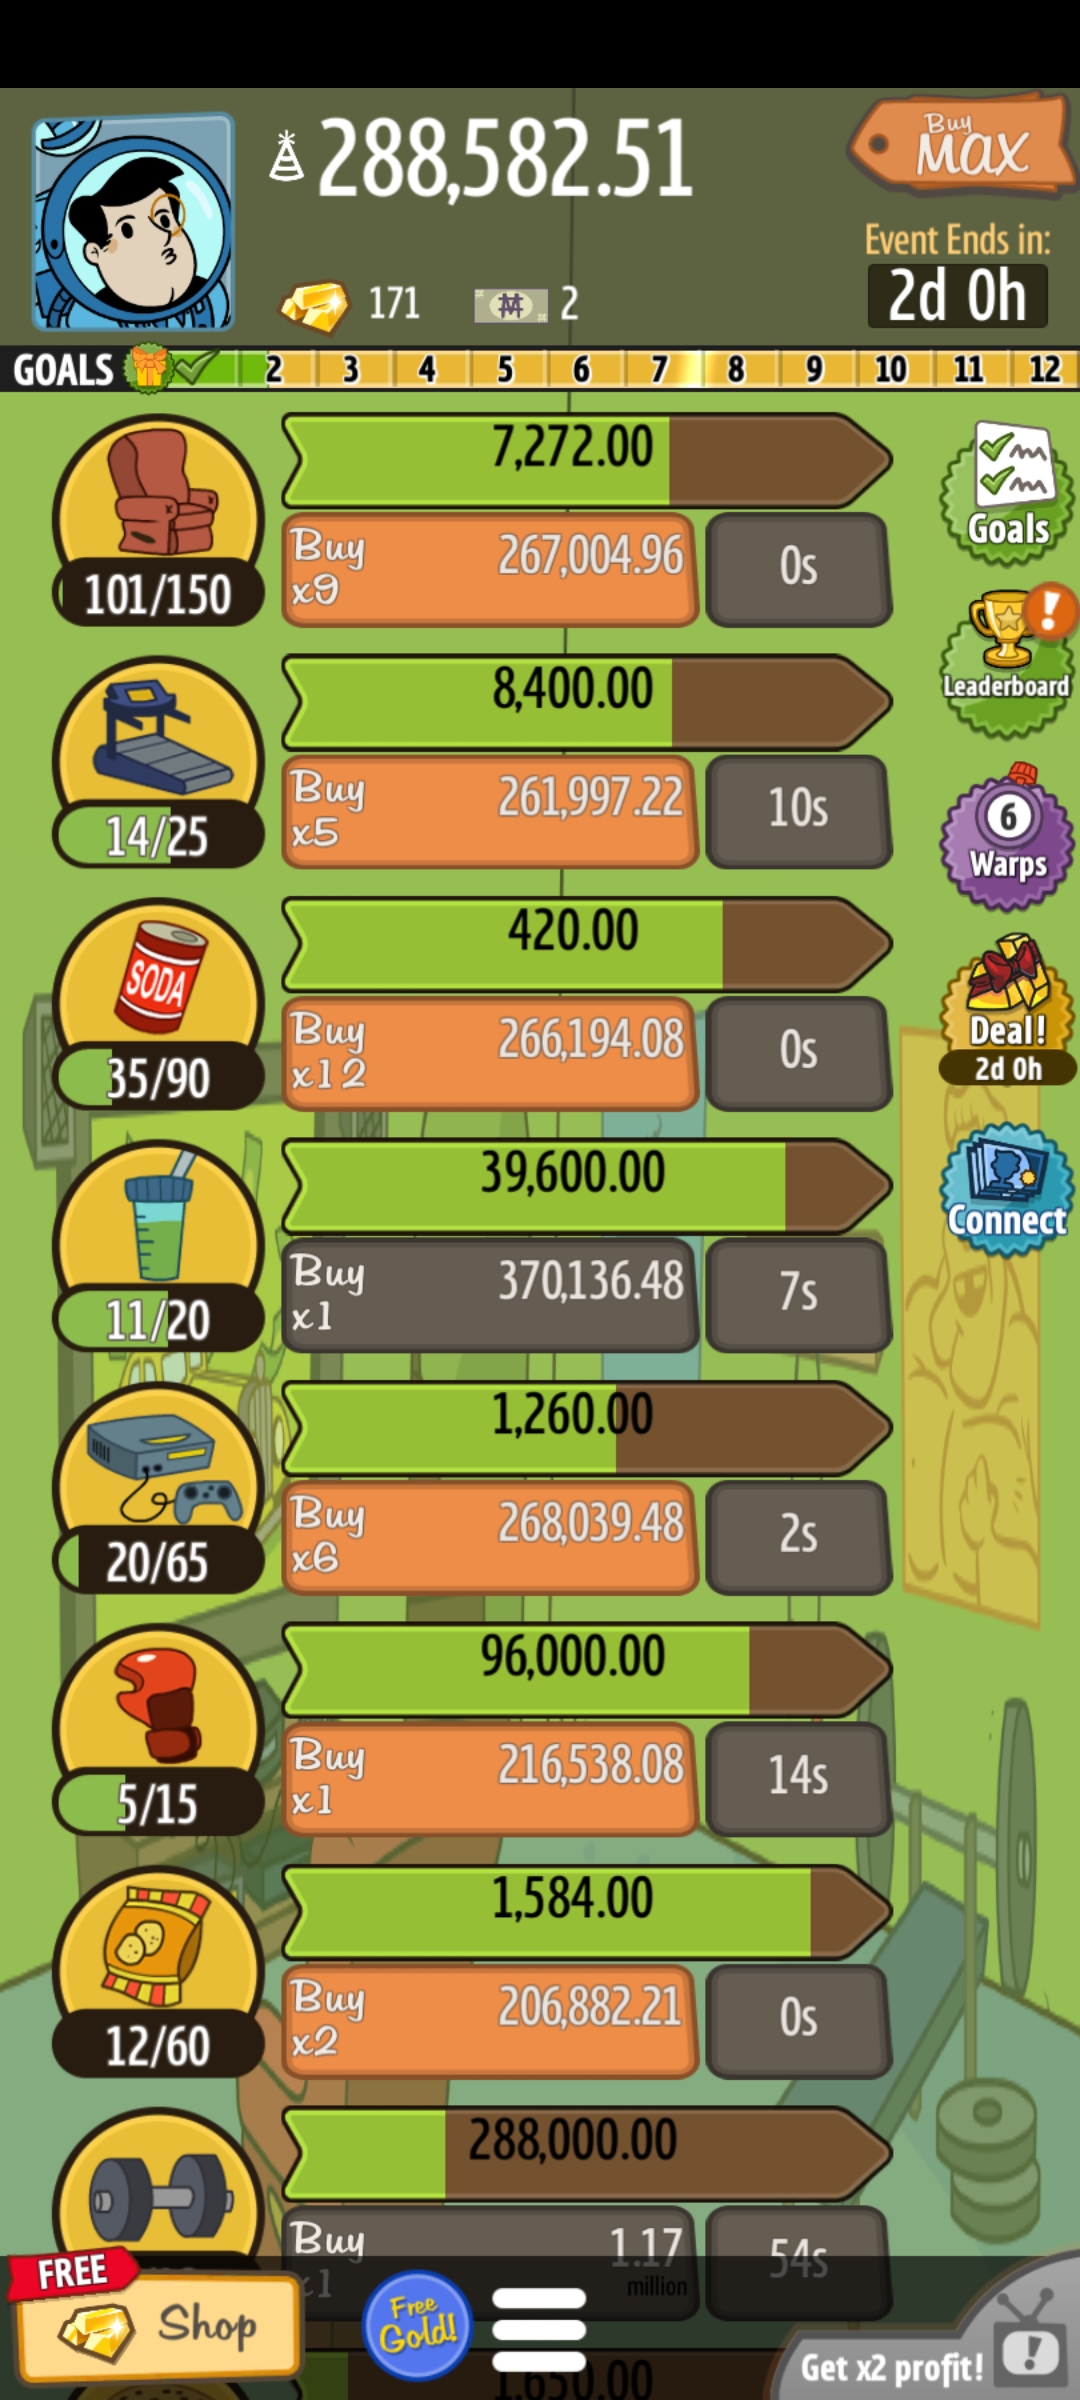 288,582.51
Buy
MAX
Event Ends in:
2d 0h
171
2
GOALS 2 3 4 5 6 7 8 9 10 11 12
7,272.00
Buy 267,004.96
x9
0s
101/150
Goals
Leaderboard
8,400.00
Buy 261,997.22
x5
10s
14/25
6
Warps
420.00
SODA
Buy 266,194.08
x12
0s
35/90
Deal!
2d 0h
39,600.00
Buy 370,136.48
x1
7s
11/20
Connect
1,260.00
Buy 268,039.48
x6
2s
20/65
96,000.00
Buy 216,538.08
x1
14s
5/15
1,584.00
Buy 206,882.21
x2
0s
12/60
288,000.00
Buy 1.17
x1 million
54s
FREE
Shop
Free
Gold!
1,650.00
Get x2 profit!